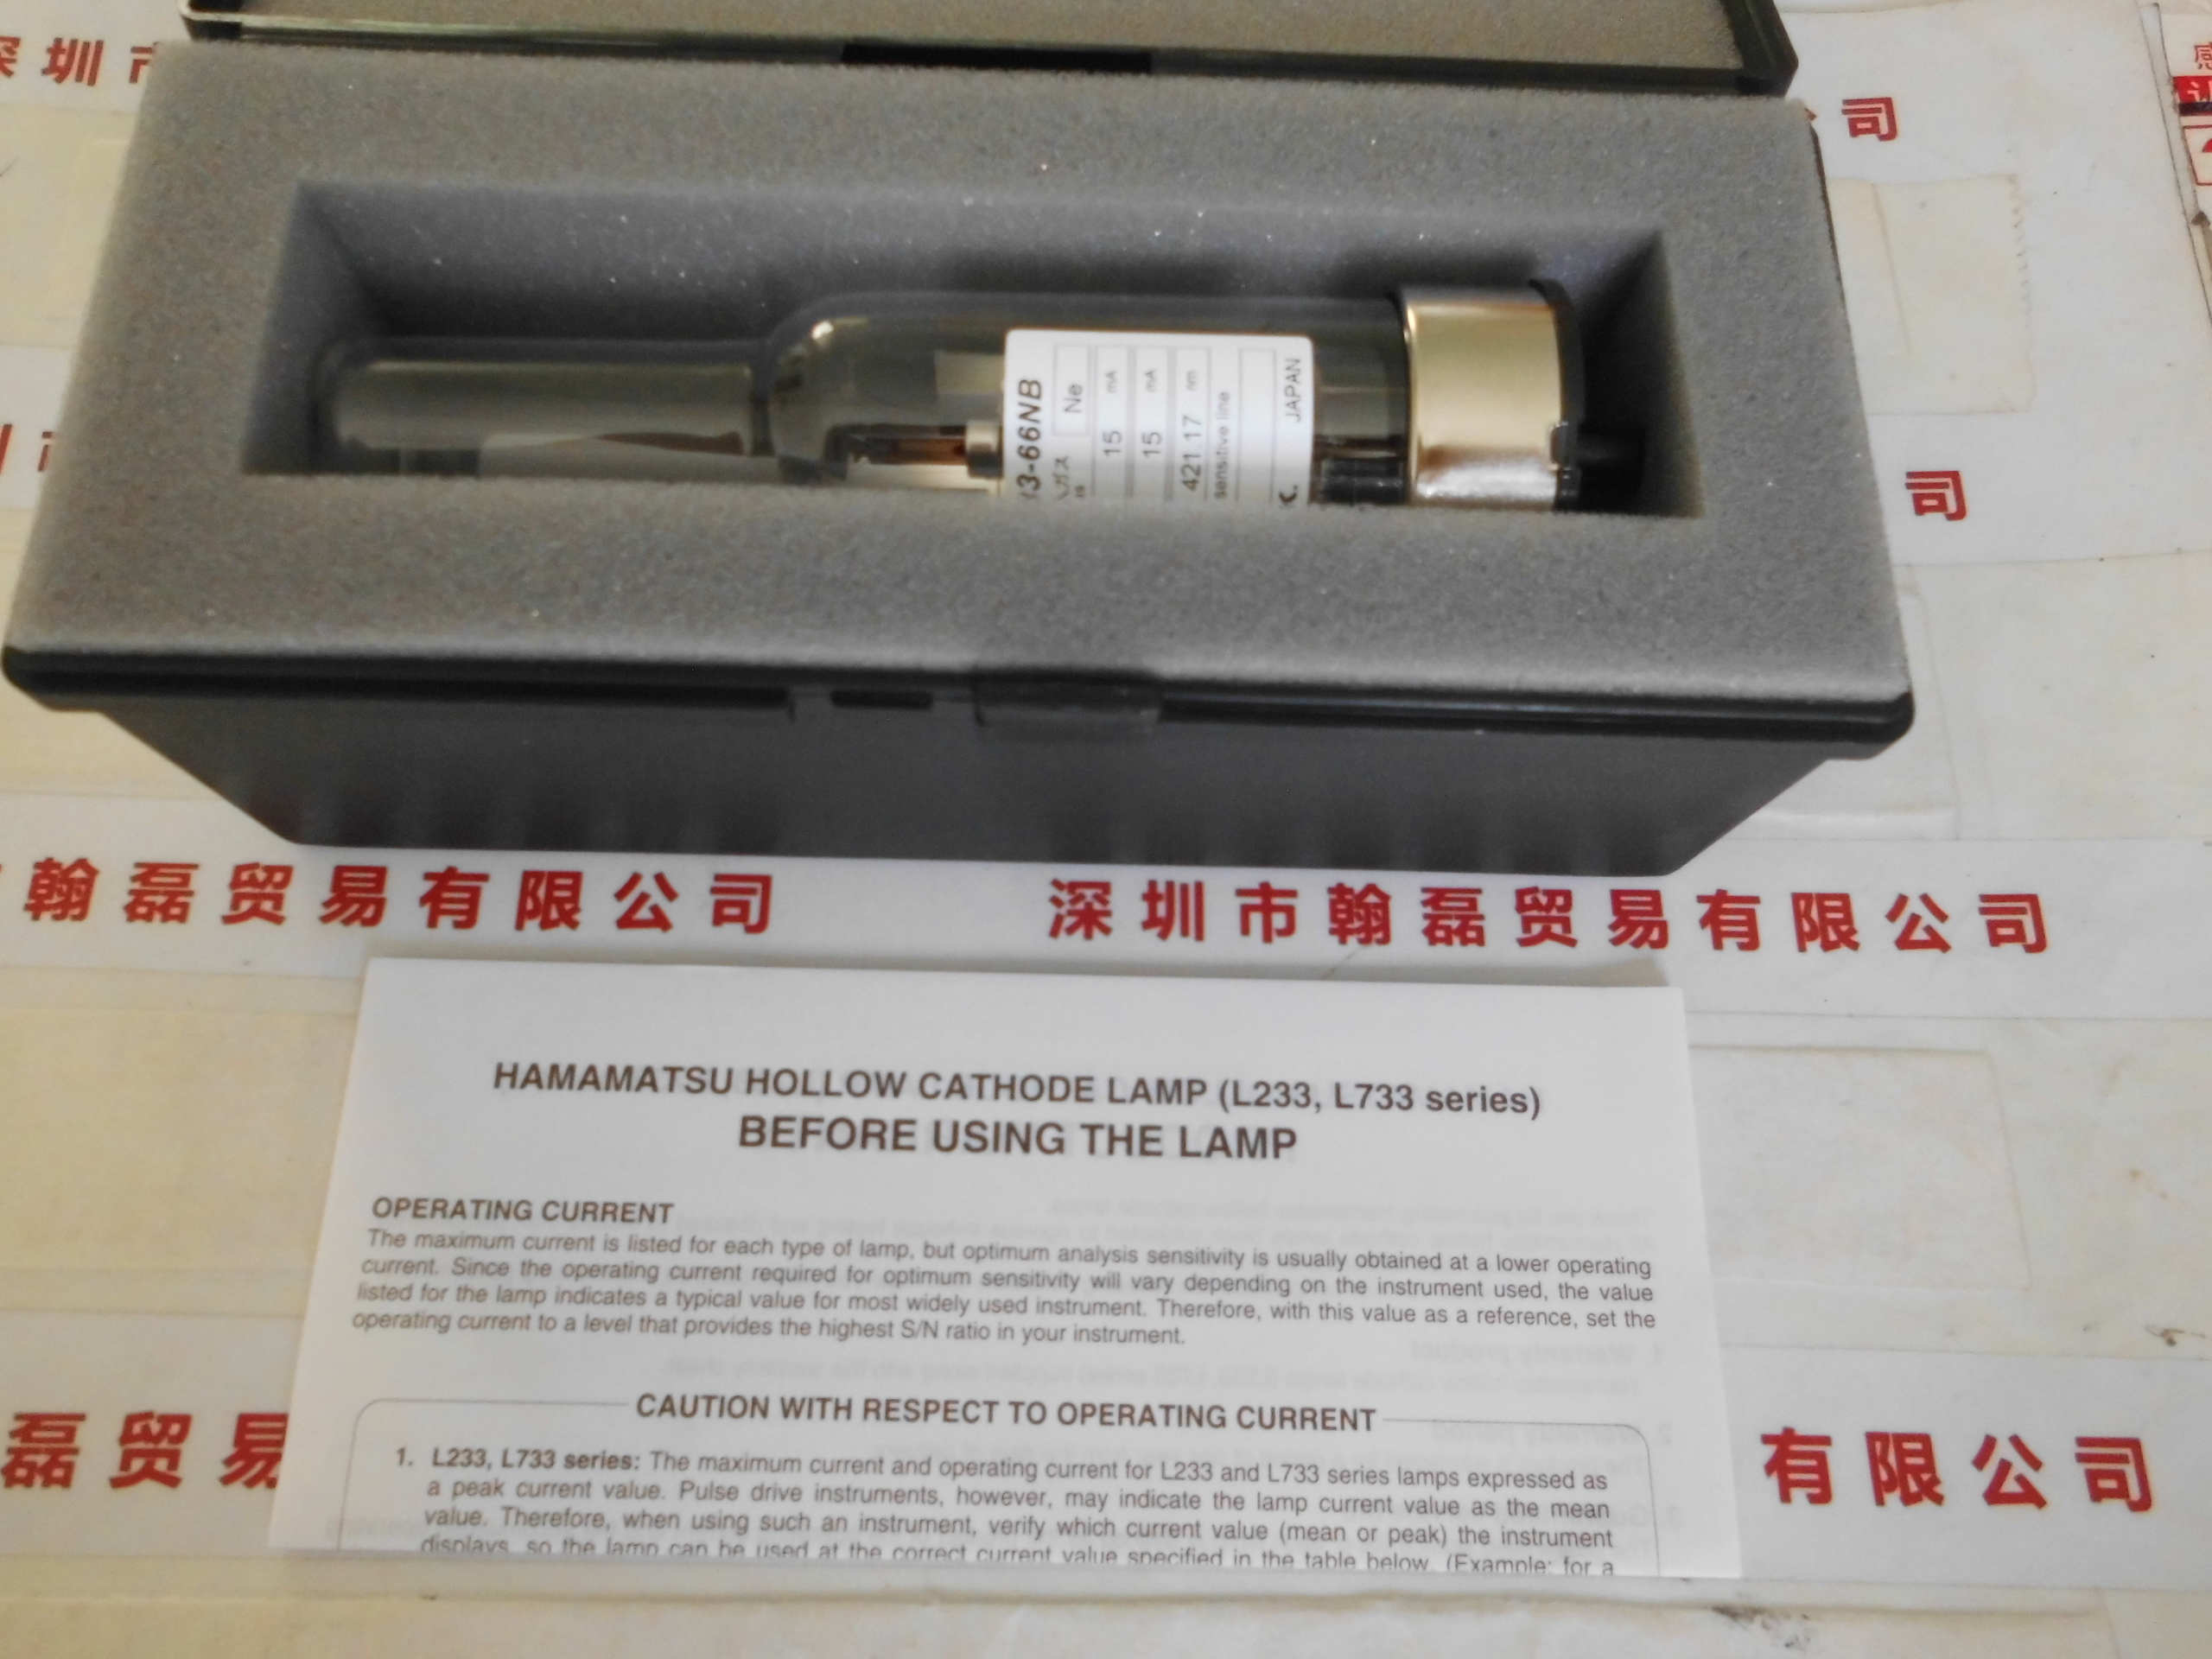 深圳市
司
3-66NB
ガス
Ne
15 mA
15 mA
421.17 nm
sensitive line
K.
JAPAN
司
翰磊贸易有限公司
深圳市翰磊贸易有限公司
HAMAMATSU HOLLOW CATHODE LAMP (L233, L733 series)
BEFORE USING THE LAMP
OPERATING CURRENT
The maximum current is listed for each type of lamp, but optimum analysis sensitivity is usually obtained at a lower operating
current. Since the operating current required for optimum sensitivity will vary depending on the instrument used, the value
listed for the lamp indicates a typical value for most widely used instrument. Therefore, with this value as a reference, set the
operating current to a level that provides the highest S/N ratio in your instrument.
CAUTION WITH RESPECT TO OPERATING CURRENT
1. L233, L733 series: The maximum current and operating current for L233 and L733 series lamps expressed as
a peak current value. Pulse drive instruments, however, may indicate the lamp current value as the mean
value. Therefore, when using such an instrument, verify which current value (mean or peak) the instrument
displays, so the lamp can be used at the correct current value specified in the table below. (Example: for a
磊贸易
有限公司